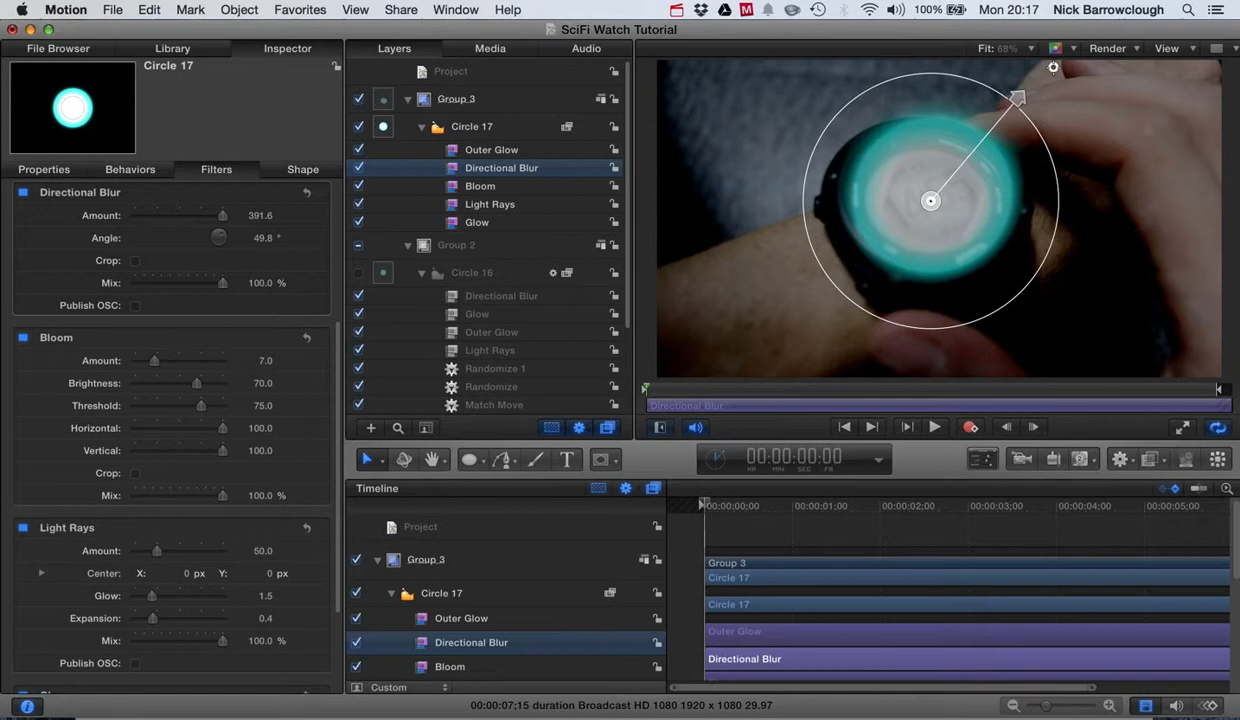 Motion File Edit Mark Object Favorites View Share Window Help 100% Mon 20:17 Nick Barrowclough
SciFi Watch Tutorial
File Browser Library Inspector Layers Media Audio Fit: 68% Render View
Circle 17
Project
Group 3
Circle 17
Outer Glow
Properties Behaviors Filters Shape
Directional Blur
Bloom
Light Rays
Glow
Group 2
Circle 16
Directional Blur
Glow
Outer Glow
Light Rays
Randomize 1
Randomize
Match Move
Directional Blur
Amount: 391.6
Angle: 49.8 °
Crop:
Mix: 100.0 %
Publish OSC:
Bloom
Amount: 7.0
Brightness: 70.0
Threshold: 75.0
Horizontal: 100.0
Vertical: 100.0
Crop:
Mix: 100.0 %
Light Rays
Amount: 50.0
Center: X: 0 px Y: 0 px
Glow: 1.5
Expansion: 0.4
Mix: 100.0 %
Publish OSC:
Directional Blur
T
00:00:00:00
HR MIN SEC FR
Timeline
00:00:00;00 00:00:01;00 00:00:02;00 00:00:03;00 00:00:04;00 00:00:05;00
Project
Group 3
Group 3
Circle 17
Circle 17
Circle 17
Outer Glow
Outer Glow
Directional Blur
Directional Blur
Bloom
Custom
00:00:07;15 duration Broadcast HD 1080 1920 x 1080 29.97